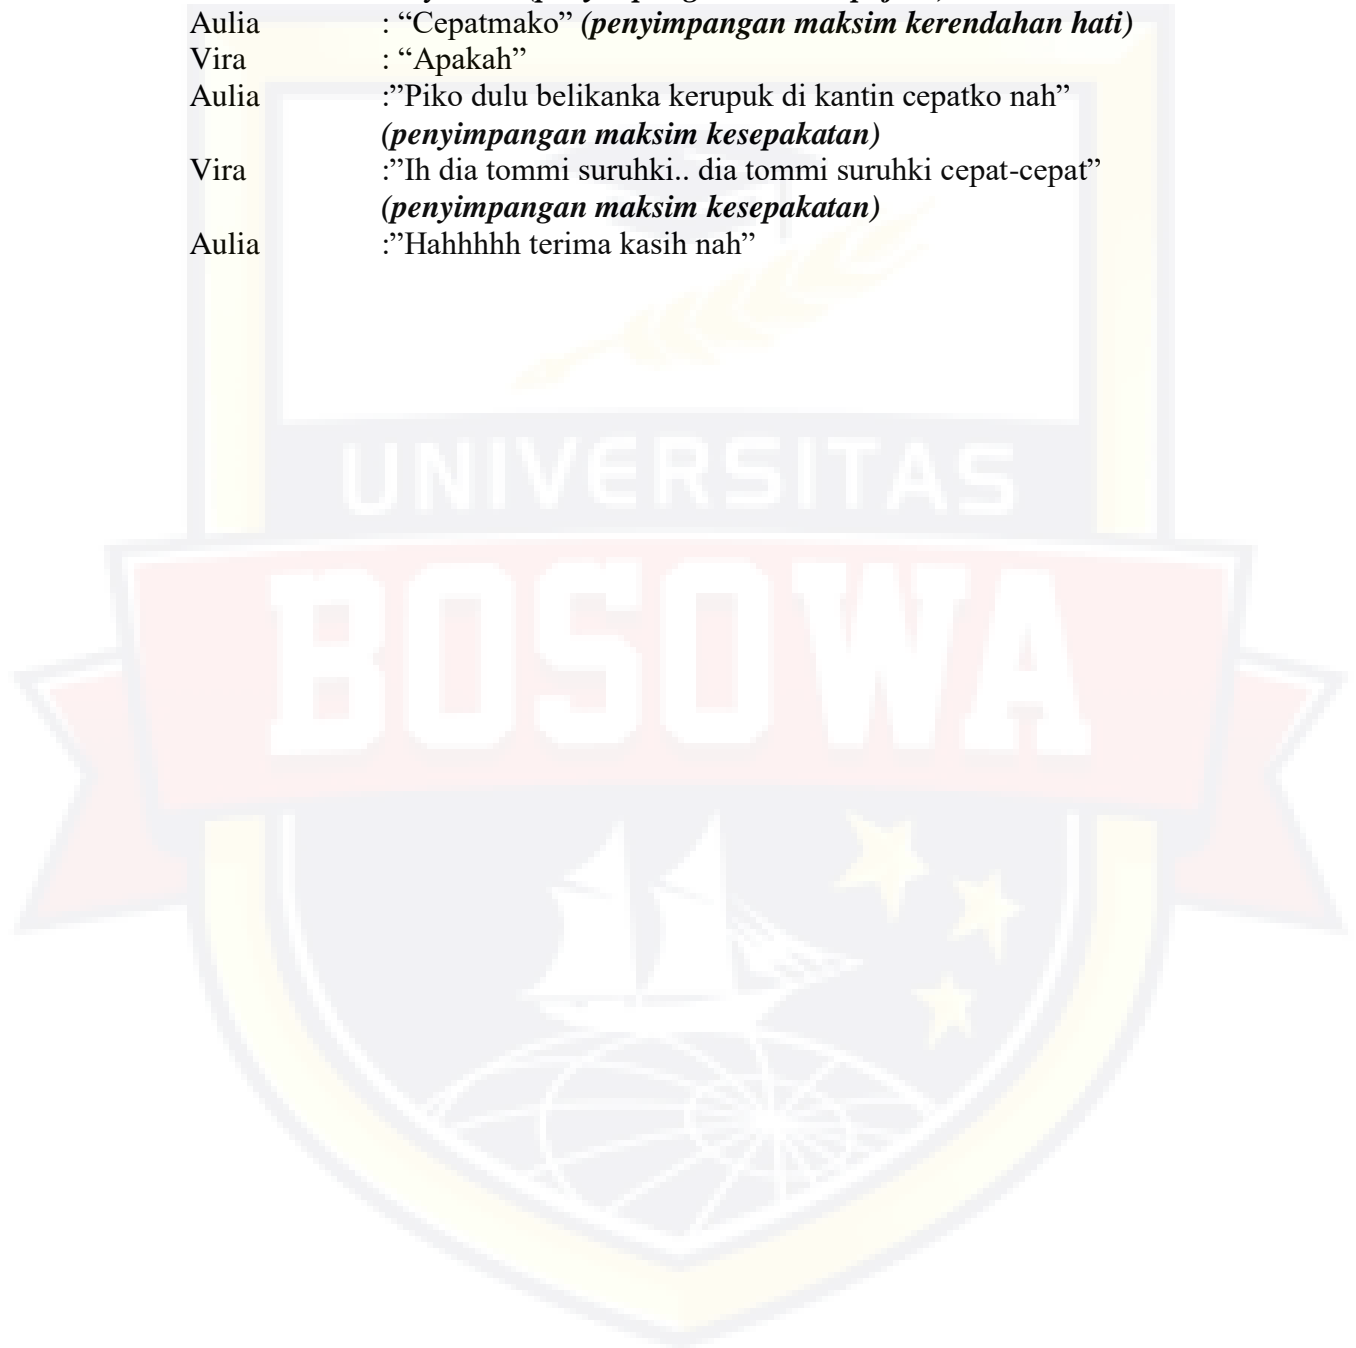 Aulia : “Cepatmako” (penyimpangan maksim kerendahan hati)
Vira : “Apakah”
Aulia :”Piko dulu belikanka kerupuk di kantin cepatko nah”
(penyimpangan maksim kesepakatan)
Vira :”Ih dia tommi suruhki.. dia tommi suruhki cepat-cepat”
(penyimpangan maksim kesepakatan)
Aulia :”Hahhhhh terima kasih nah”
UNIVERSITAS
BOSOWA